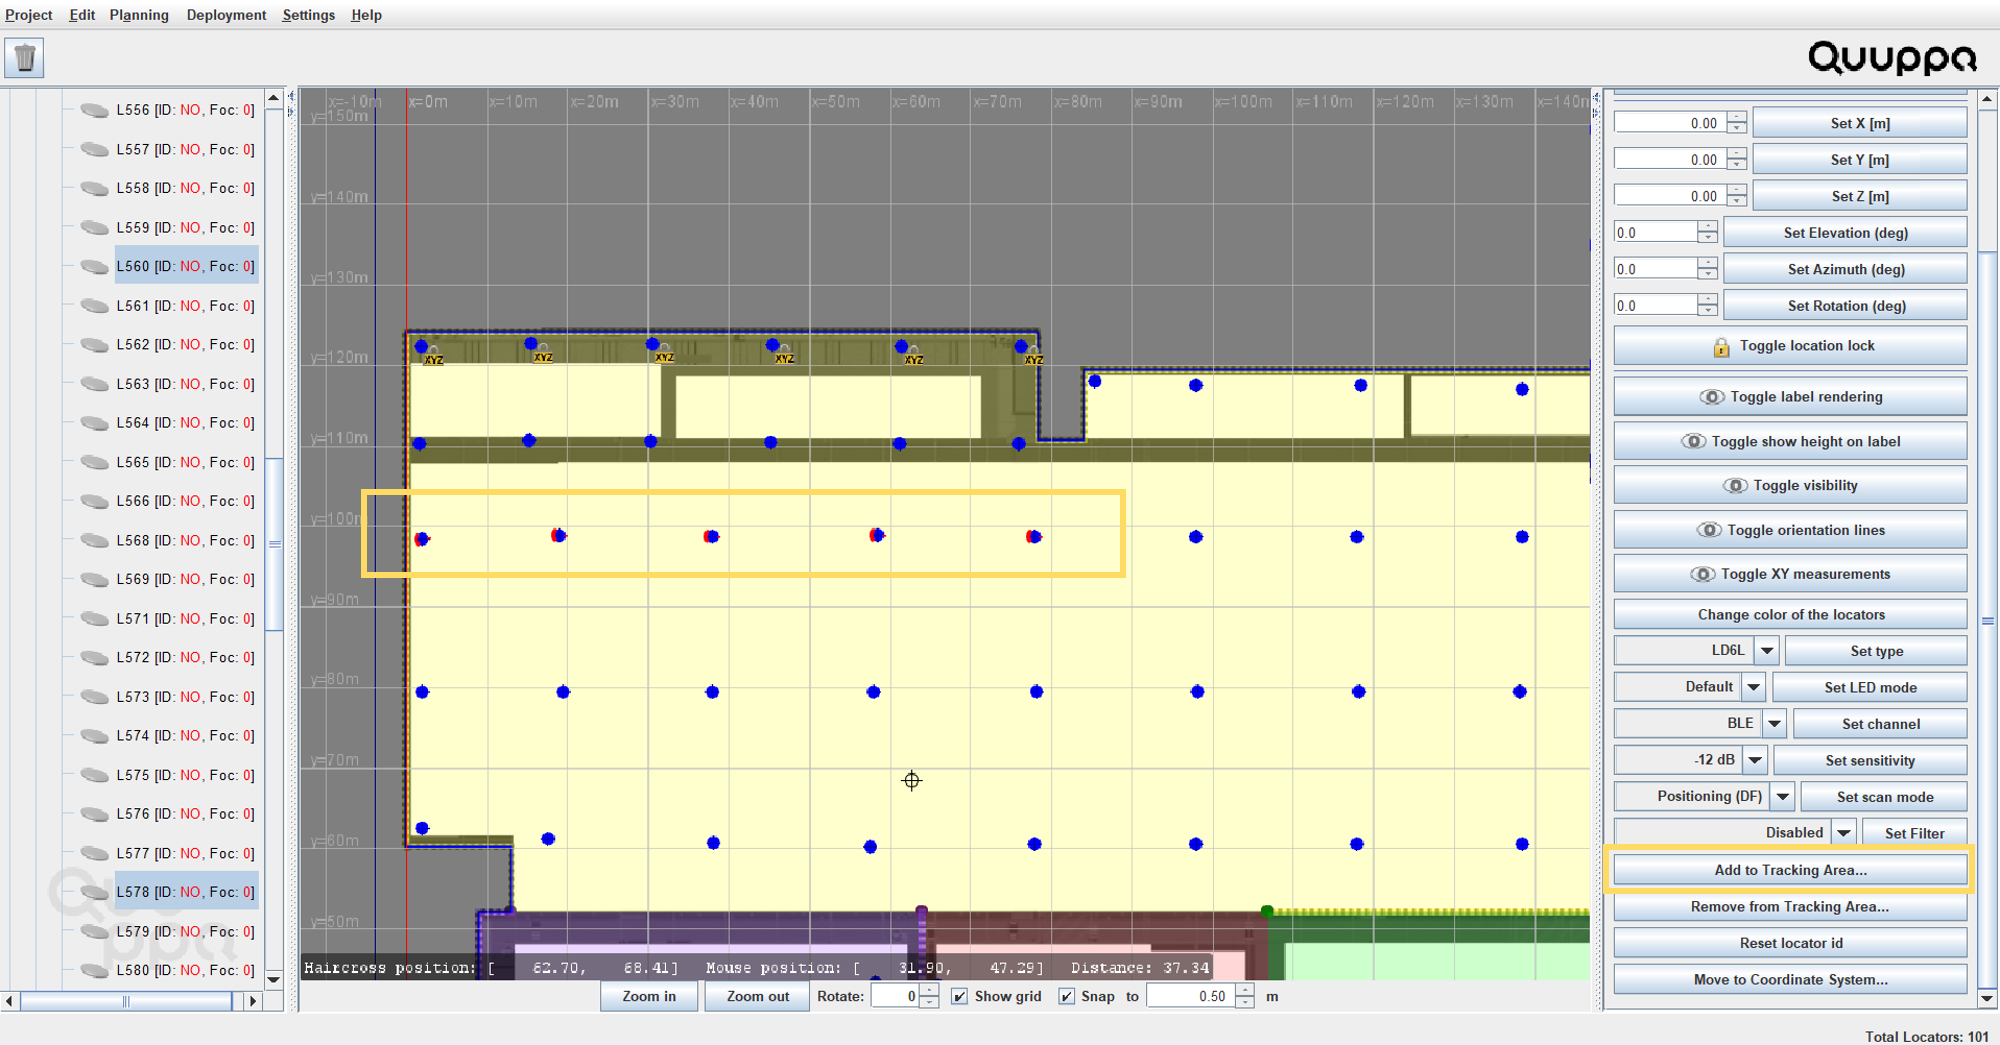 Project Edit Planning Deployment Settings Help
Quuppa
L556 [ID: NO, Foc: 0]
L557 [ID: NO, Foc: 0]
L558 [ID: NO, Foc: 0]
L559 [ID: NO, Foc: 0]
L560 [ID: NO, Foc: 0]
L561 [ID: NO, Foc: 0]
L562 [ID: NO, Foc: 0]
L563 [ID: NO, Foc: 0]
L564 [ID: NO, Foc: 0]
L565 [ID: NO, Foc: 0]
L566 [ID: NO, Foc: 0]
L568 [ID: NO, Foc: 0]
L569 [ID: NO, Foc: 0]
L571 [ID: NO, Foc: 0]
L572 [ID: NO, Foc: 0]
L573 [ID: NO, Foc: 0]
L574 [ID: NO, Foc: 0]
L575 [ID: NO, Foc: 0]
L576 [ID: NO, Foc: 0]
L577 [ID: NO, Foc: 0]
L578 [ID: NO, Foc: 0]
L579 [ID: NO, Foc: 0]
L580 [ID: NO, Foc: 0]
Quuppa
x=-10m x=0m x=10m x=20m x=30m x=40m x=50m x=60m x=70m x=80m x=90m x=100m x=110m x=120m x=130m x=140m
y=150m
y=140m
y=130m
y=120m
XYZ XYZ XYZ XYZ XYZ XYZ
y=110m
y=100m
y=90m
y=80m
y=70m
y=60m
y=50m
Haircross position: [ 62.70, 68.41] Mouse position: [ 31.90, 47.29] Distance: 37.34
Zoom in Zoom out Rotate: 0 Show grid Snap to 0.50 m
0.00 Set X [m]
0.00 Set Y [m]
0.00 Set Z [m]
0.0 Set Elevation (deg)
0.0 Set Azimuth (deg)
0.0 Set Rotation (deg)
Toggle location lock
Toggle label rendering
Toggle show height on label
Toggle visibility
Toggle orientation lines
Toggle XY measurements
Change color of the locators
LD6L Set type
Default Set LED mode
BLE Set channel
-12 dB Set sensitivity
Positioning (DF) Set scan mode
Disabled Set Filter
Add to Tracking Area...
Remove from Tracking Area...
Reset locator id
Move to Coordinate System...
Total Locators: 101